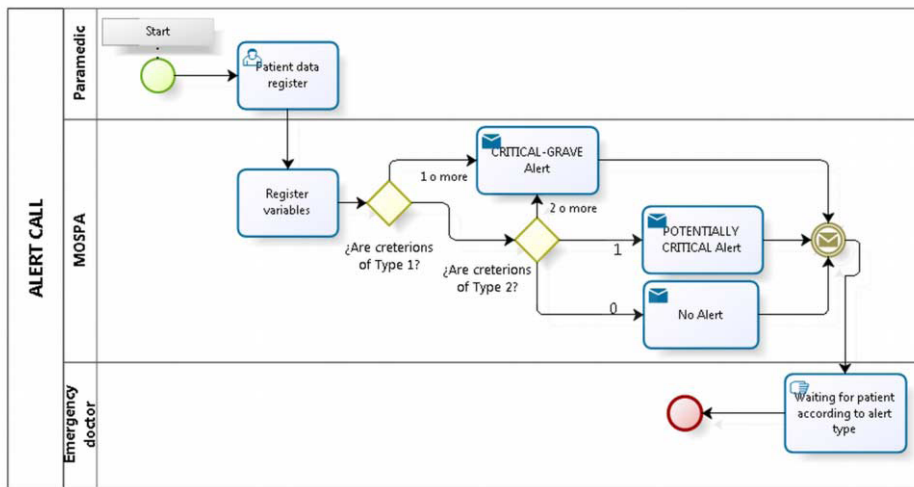 ALERT CALL
Paramedic
Start
Patient data
register
MOSPA
Register
variables
¿Are creterions
of Type 1?
1 o more
CRITICAL-GRAVE
Alert
2 o more
¿Are creterions
of Type 2?
1
POTENTIALLY
CRITICAL Alert
0
No Alert
Emergency
doctor
Waiting for patient
according to alert
type